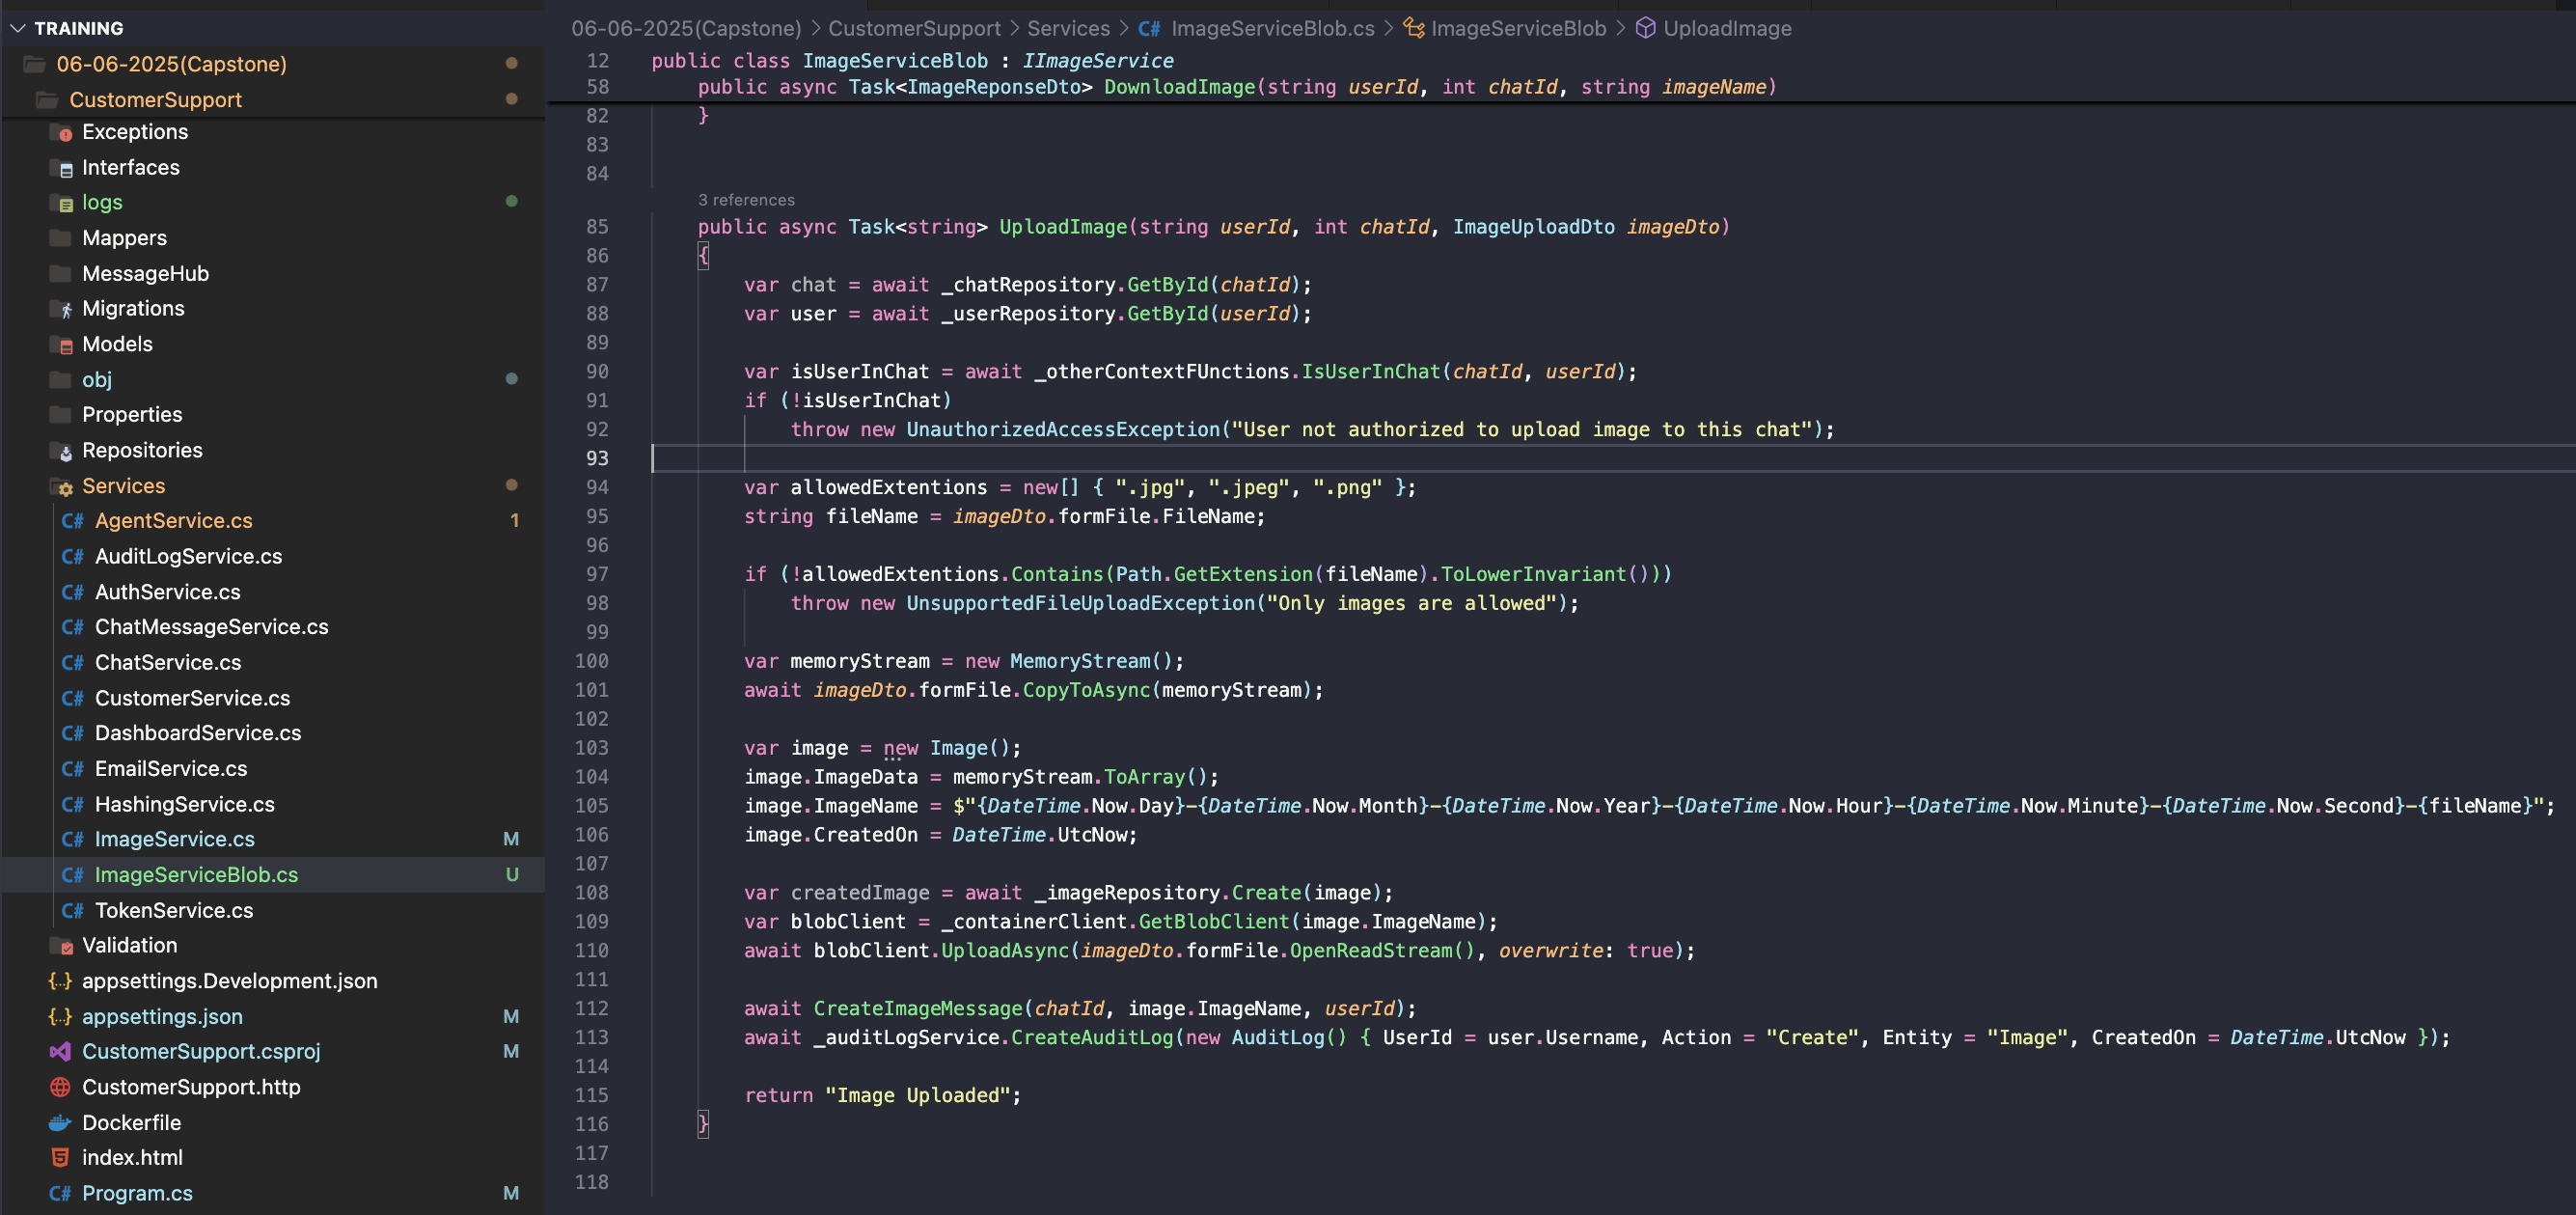 TRAINING
06-06-2025(Capstone)
CustomerSupport
Exceptions
Interfaces
logs
Mappers
MessageHub
Migrations
Models
obj
Properties
Repositories
Services
C# AgentService.cs 1
C# AuditLogService.cs
C# AuthService.cs
C# ChatMessageService.cs
C# ChatService.cs
C# CustomerService.cs
C# DashboardService.cs
C# EmailService.cs
C# HashingService.cs
C# ImageService.cs M
C# ImageServiceBlob.cs U
C# TokenService.cs
Validation
{..} appsettings.Development.json
{..} appsettings.json M
CustomerSupport.csproj M
CustomerSupport.http
Dockerfile
index.html
C# Program.cs M
06-06-2025(Capstone) > CustomerSupport > Services > C# ImageServiceBlob.cs > ImageServiceBlob > UploadImage
12 public class ImageServiceBlob : IImageService
58 public async Task<ImageReponseDto> DownloadImage(string userId, int chatId, string imageName)
82 }
83
84
3 references
85 public async Task<string> UploadImage(string userId, int chatId, ImageUploadDto imageDto)
86 {
87 var chat = await _chatRepository.GetById(chatId);
88 var user = await _userRepository.GetById(userId);
89
90 var isUserInChat = await _otherContextFUnctions.IsUserInChat(chatId, userId);
91 if (!isUserInChat)
92 throw new UnauthorizedAccessException("User not authorized to upload image to this chat");
93
94 var allowedExtentions = new[] { ".jpg", ".jpeg", ".png" };
95 string fileName = imageDto.formFile.FileName;
96
97 if (!allowedExtentions.Contains(Path.GetExtension(fileName).ToLowerInvariant()))
98 throw new UnsupportedFileUploadException("Only images are allowed");
99
100 var memoryStream = new MemoryStream();
101 await imageDto.formFile.CopyToAsync(memoryStream);
102
103 var image = new Image();
104 image.ImageData = memoryStream.ToArray();
105 image.ImageName = $"{DateTime.Now.Day}-{DateTime.Now.Month}-{DateTime.Now.Year}-{DateTime.Now.Hour}-{DateTime.Now.Minute}-{DateTime.Now.Second}-{fileName}";
106 image.CreatedOn = DateTime.UtcNow;
107
108 var createdImage = await _imageRepository.Create(image);
109 var blobClient = _containerClient.GetBlobClient(image.ImageName);
110 await blobClient.UploadAsync(imageDto.formFile.OpenReadStream(), overwrite: true);
111
112 await CreateImageMessage(chatId, image.ImageName, userId);
113 await _auditLogService.CreateAuditLog(new AuditLog() { UserId = user.Username, Action = "Create", Entity = "Image", CreatedOn = DateTime.UtcNow });
114
115 return "Image Uploaded";
116 }
117
118